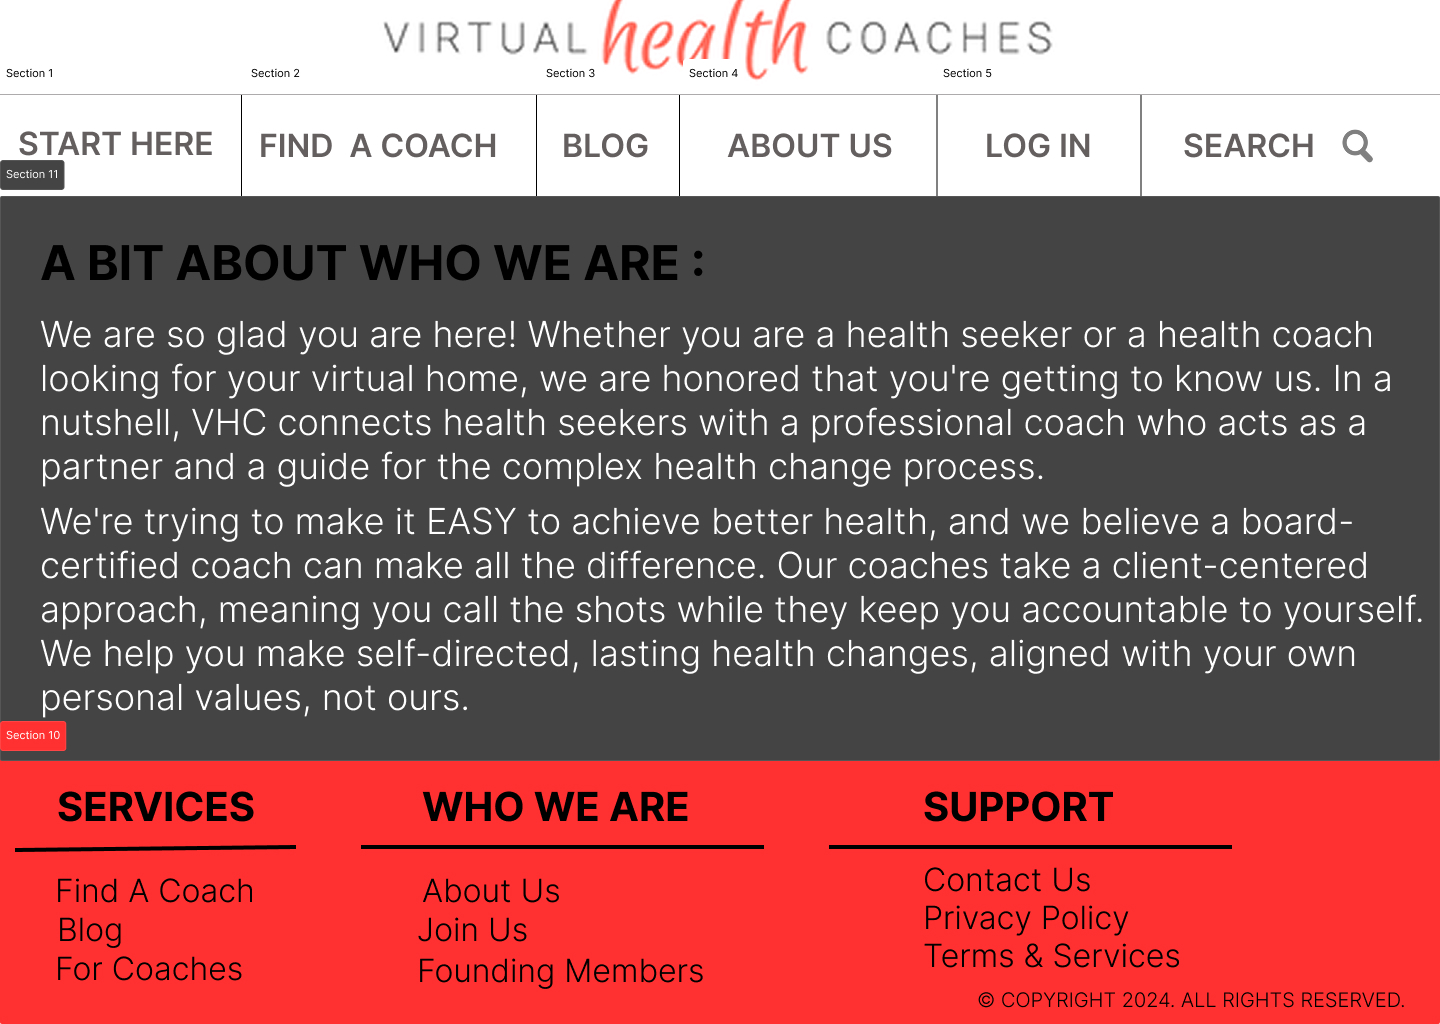 VIRTUAL health COACHES
Section 1
Section 2
Section 3
Section 4
Section 5
START HERE
FIND A COACH
BLOG
ABOUT US
LOG IN
SEARCH
Section 11
A BIT ABOUT WHO WE ARE :
We are so glad you are here! Whether you are a health seeker or a health coach
looking for your virtual home, we are honored that you're getting to know us. In a
nutshell, VHC connects health seekers with a professional coach who acts as a
partner and a guide for the complex health change process.
We're trying to make it EASY to achieve better health, and we believe a board-
certified coach can make all the difference. Our coaches take a client-centered
approach, meaning you call the shots while they keep you accountable to yourself.
We help you make self-directed, lasting health changes, aligned with your own
personal values, not ours.
Section 10
SERVICES
Find A Coach
Blog
For Coaches
WHO WE ARE
About Us
Join Us
Founding Members
SUPPORT
Contact Us
Privacy Policy
Terms & Services
© COPYRIGHT 2024. ALL RIGHTS RESERVED.